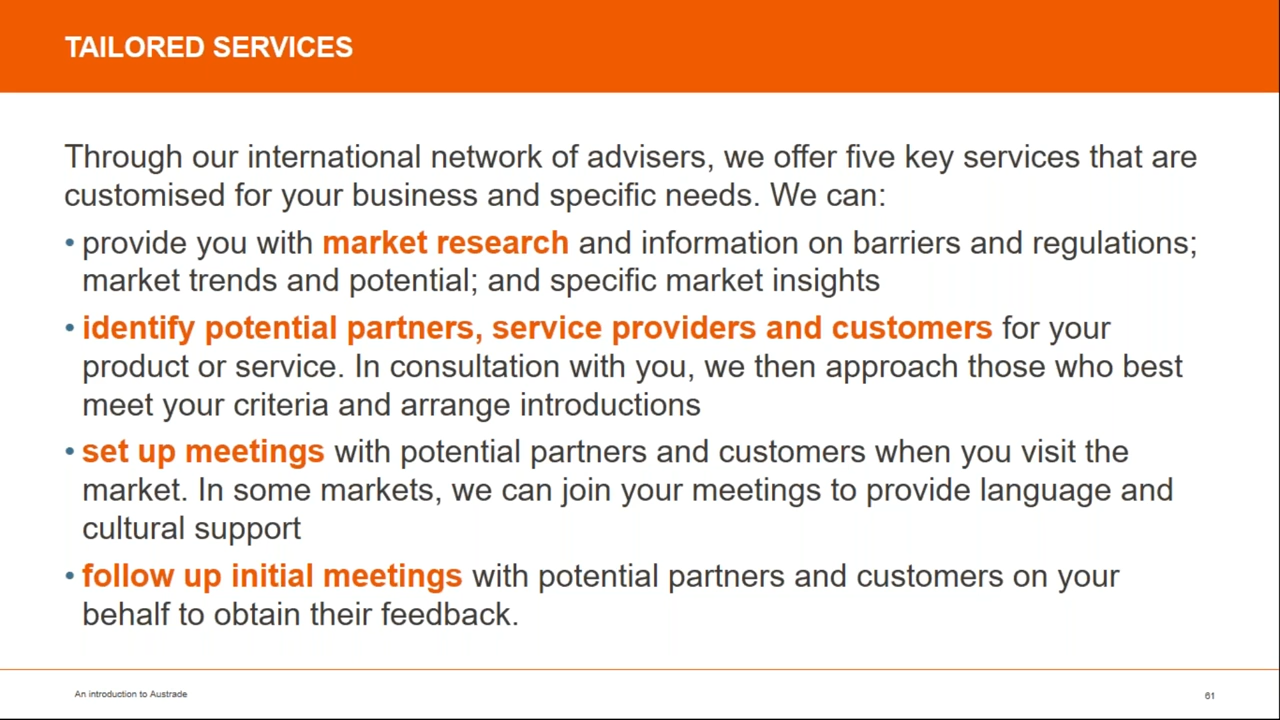 TAILORED SERVICES
Through our international network of advisers, we offer five key services that are
customised for your business and specific needs. We can:
• provide you with market research and information on barriers and regulations;
market trends and potential; and specific market insights
• identify potential partners, service providers and customers for your
product or service. In consultation with you, we then approach those who best
meet your criteria and arrange introductions
• set up meetings with potential partners and customers when you visit the
market. In some markets, we can join your meetings to provide language and
cultural support
• follow up initial meetings with potential partners and customers on your
behalf to obtain their feedback.
An introduction to Austrade
61